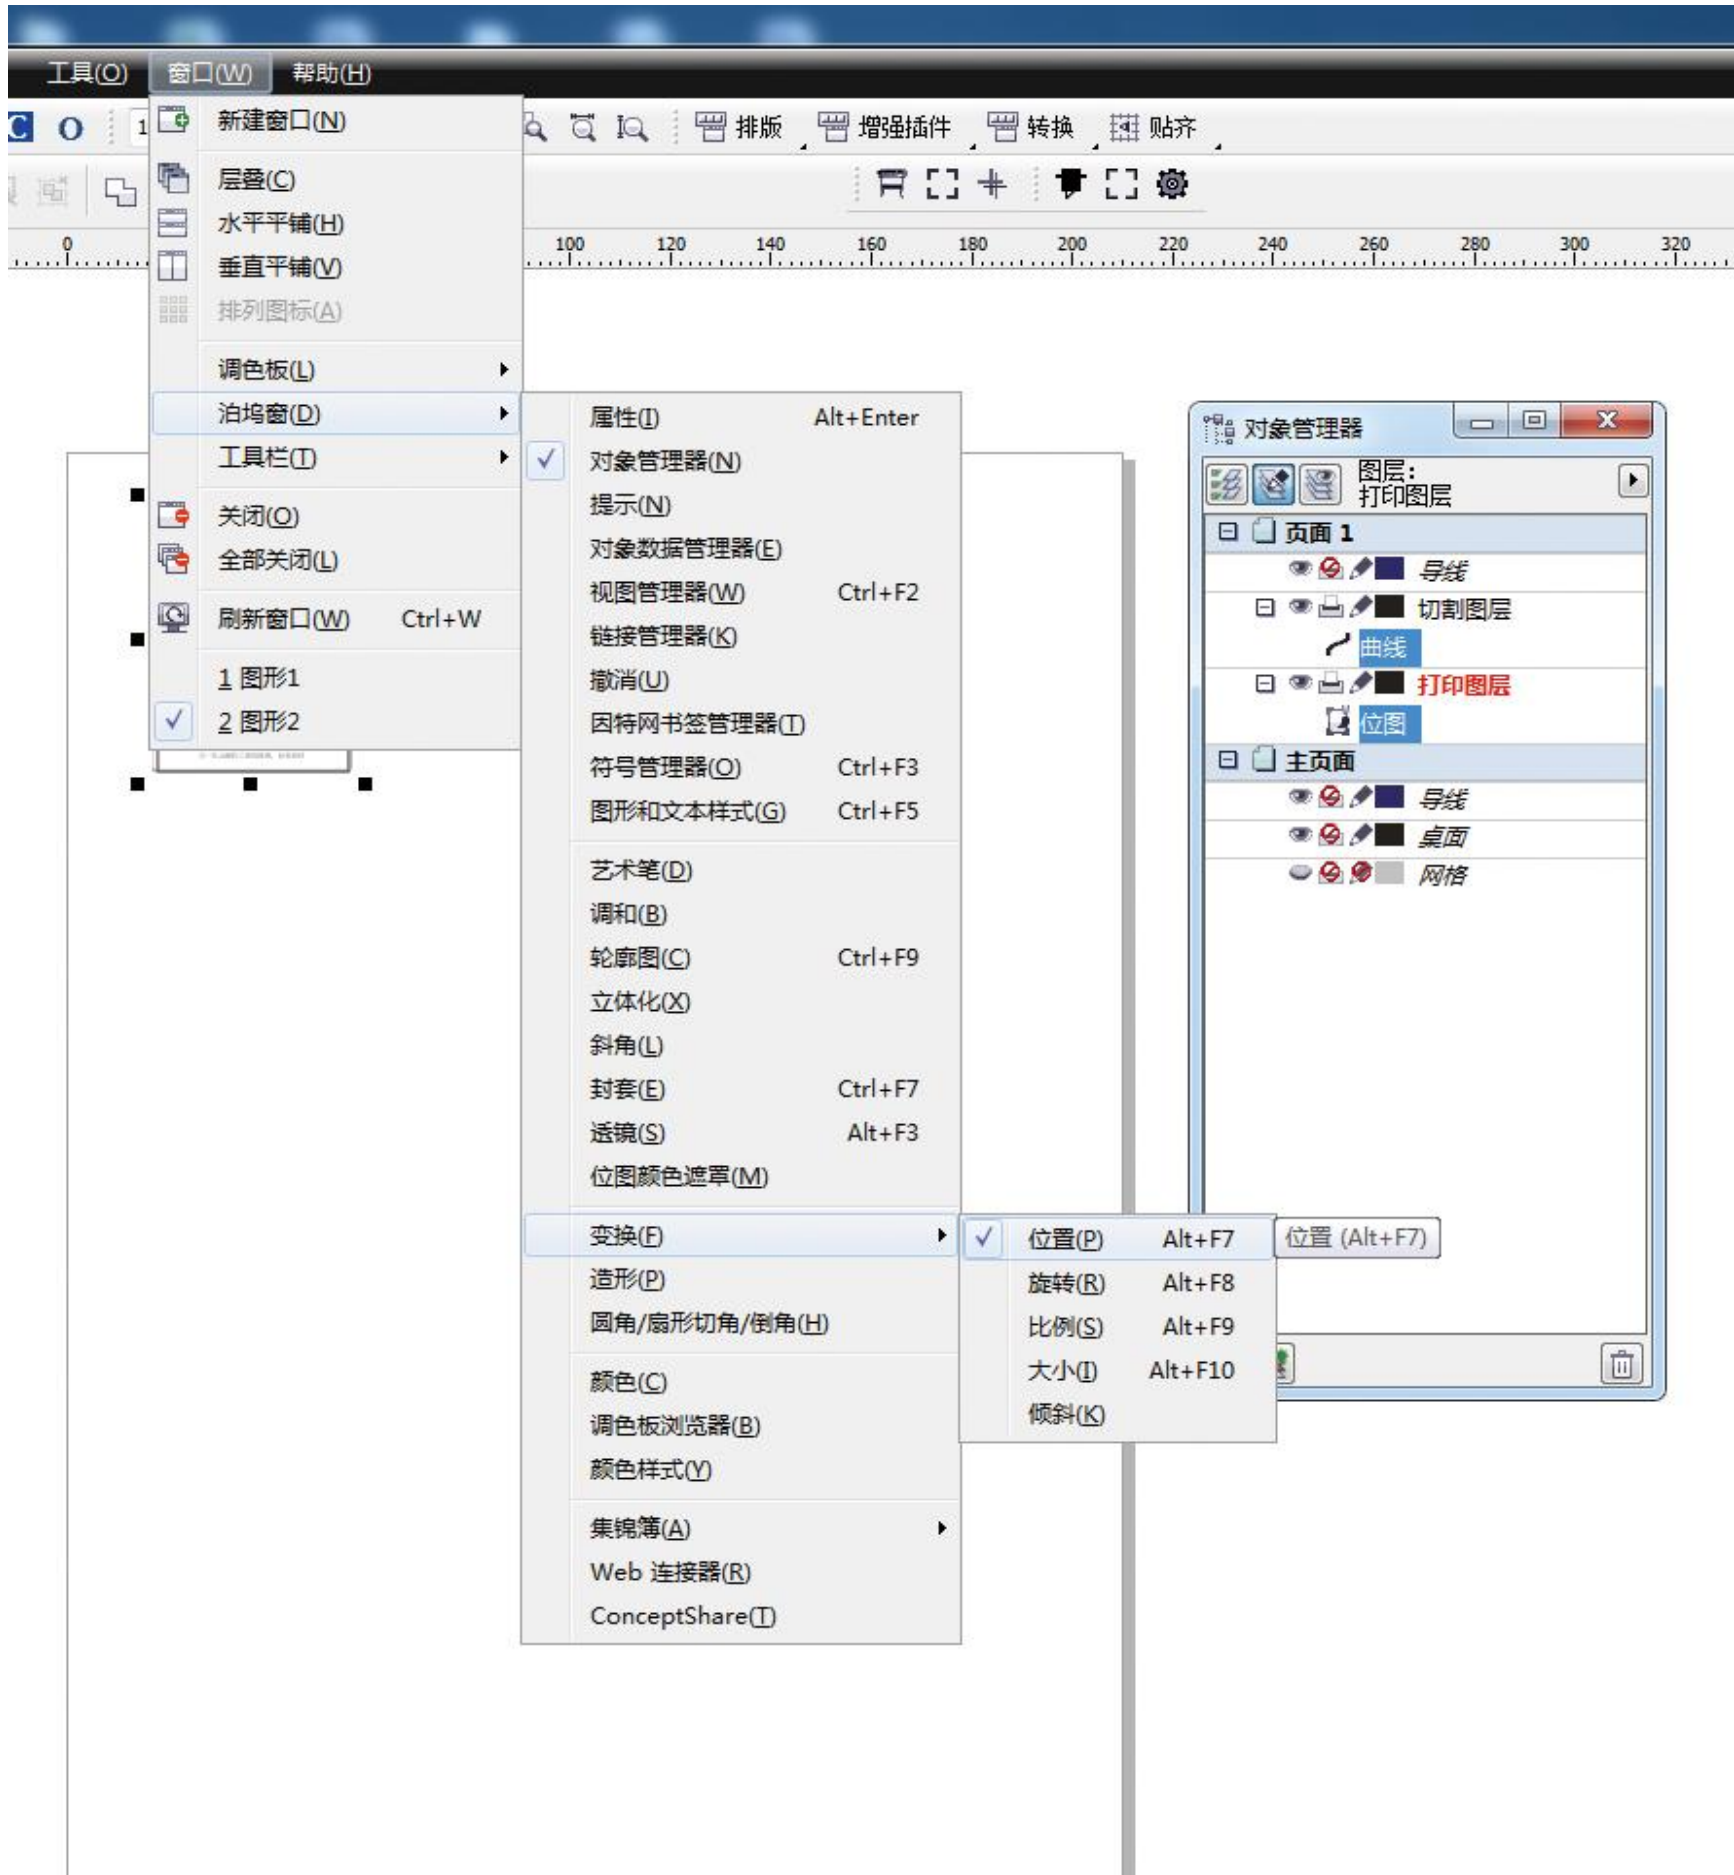 工具(O) 窗口(W) 帮助(H)
C O 1 排版 增强插件 转换 贴齐
0 100 120 140 160 180 200 220 240 260 280 300 320
新建窗口(N)
层叠(C)
水平平铺(H)
垂直平铺(V)
排列图标(A)
调色板(L)
泊坞窗(D)
工具栏(T)
关闭(O)
全部关闭(L)
刷新窗口(W) Ctrl+W
1 图形1
2 图形2
属性(I) Alt+Enter
对象管理器(N)
提示(N)
对象数据管理器(E)
视图管理器(W) Ctrl+F2
链接管理器(K)
撤消(U)
因特网书签管理器(T)
符号管理器(O) Ctrl+F3
图形和文本样式(G) Ctrl+F5
艺术笔(D)
调和(B)
轮廓图(C) Ctrl+F9
立体化(X)
斜角(L)
封套(E) Ctrl+F7
透镜(S) Alt+F3
位图颜色遮罩(M)
变换(F)
造形(P)
圆角/扇形切角/倒角(H)
颜色(C)
调色板浏览器(B)
颜色样式(Y)
集锦簿(A)
Web 连接器(R)
ConceptShare(T)
位置(P) Alt+F7
旋转(R) Alt+F8
比例(S) Alt+F9
大小(I) Alt+F10
倾斜(K)
位置 (Alt+F7)
对象管理器
图层:
打印图层
页面 1
导线
切割图层
曲线
打印图层
位图
主页面
导线
桌面
网格